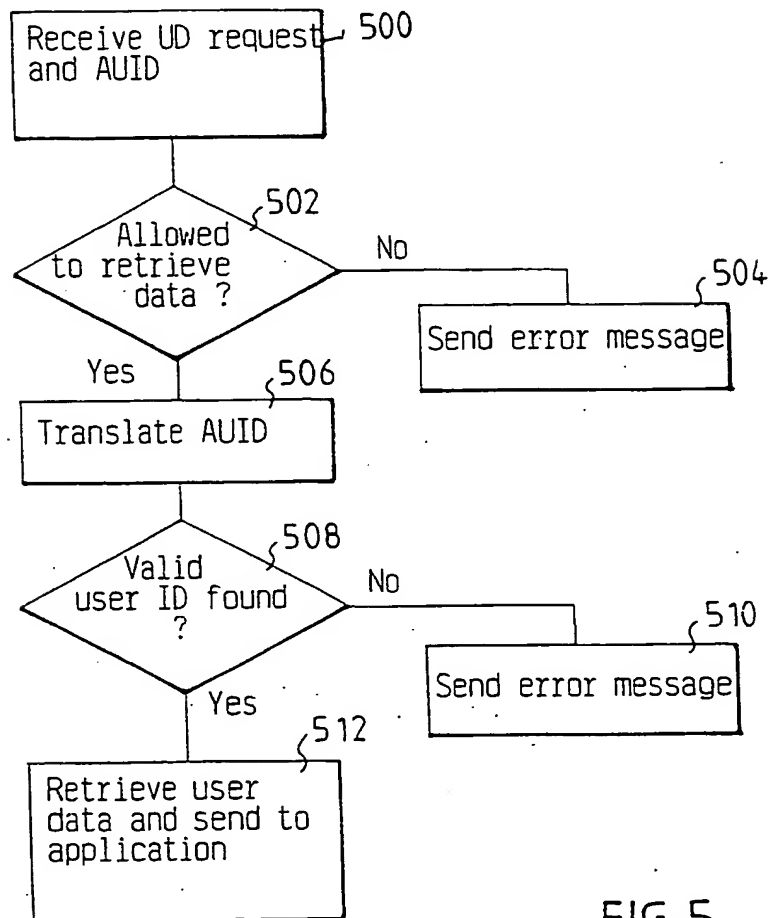 Receive UD request
and AUID
500
502
Allowed
to retrieve
data ?
No
504
Send error message
Yes
506
Translate AUID
508
Valid
user ID found
?
No
510
Send error message
Yes
512
Retrieve user
data and send to
application
FIG 5